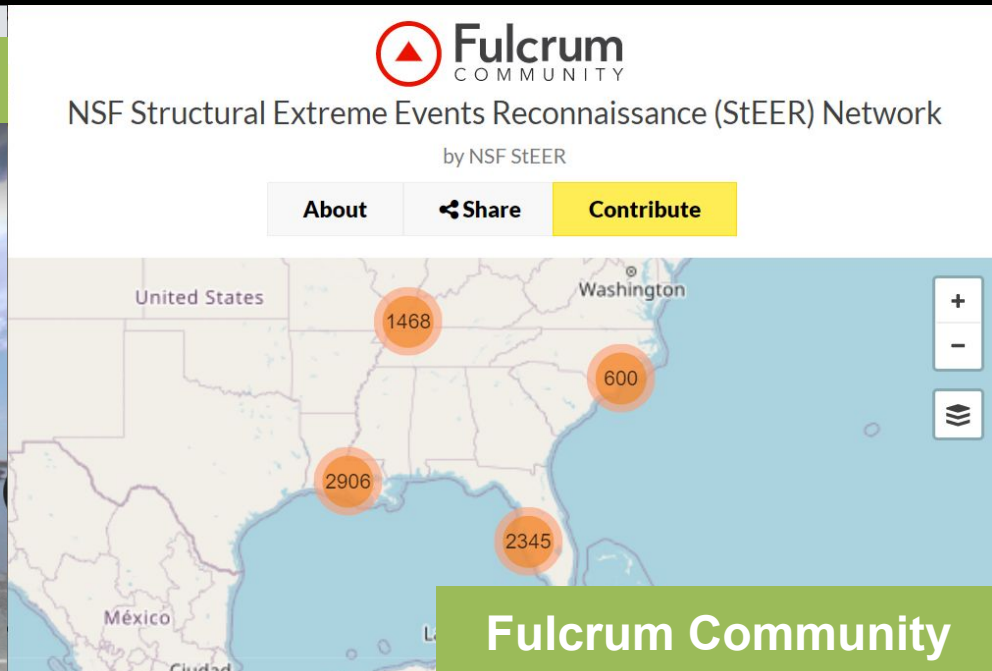 Fulcrum
COMMUNITY
NSF Structural Extreme Events Reconnaissance (StEER) Network
by NSF StEER
About Share Contribute
Washington
United States
+
1468
−
600
2906
2345
México
Fulcrum Community
Ciudad